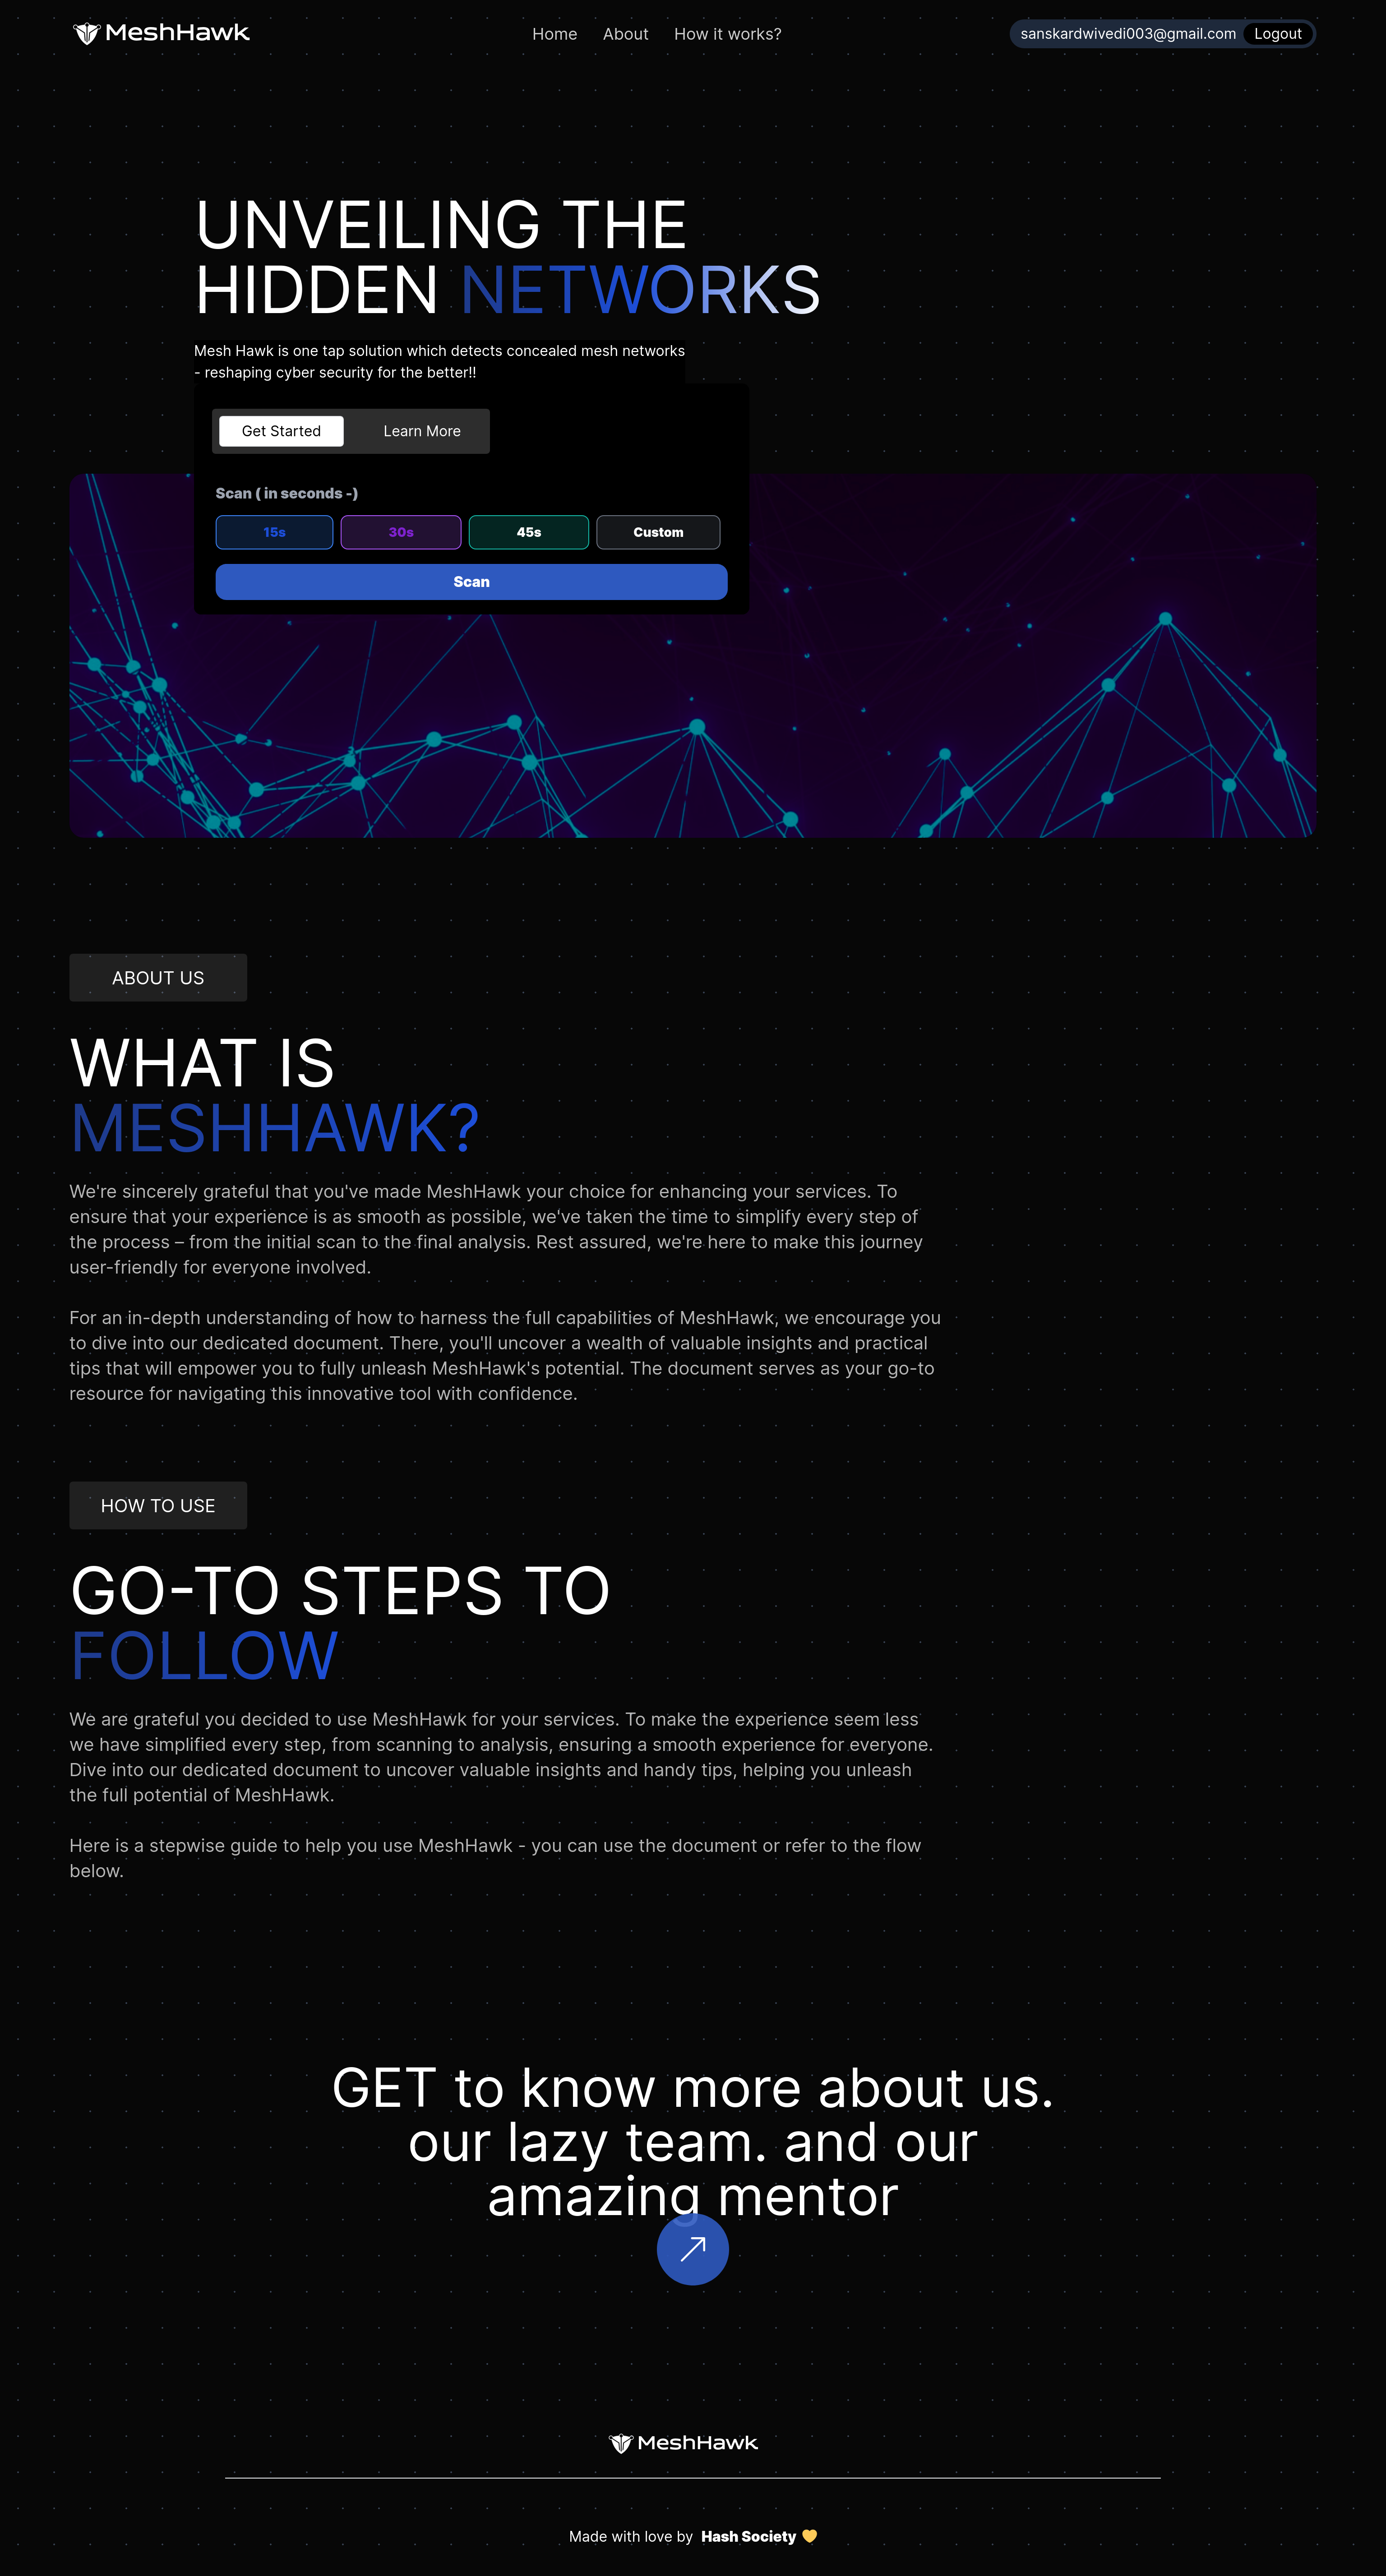 MeshHawk
Home About How it works?
sanskardwivedi003@gmail.com Logout
UNVEILING THE
HIDDEN NETWORKS
Mesh Hawk is one tap solution which detects concealed mesh networks
- reshaping cyber security for the better!!
Get Started Learn More
Scan ( in seconds -)
15s 30s 45s Custom
Scan
ABOUT US
WHAT IS
MESHHAWK?
We're sincerely grateful that you've made MeshHawk your choice for enhancing your services. To
ensure that your experience is as smooth as possible, we've taken the time to simplify every step of
the process – from the initial scan to the final analysis. Rest assured, we're here to make this journey
user-friendly for everyone involved.
For an in-depth understanding of how to harness the full capabilities of MeshHawk, we encourage you
to dive into our dedicated document. There, you'll uncover a wealth of valuable insights and practical
tips that will empower you to fully unleash MeshHawk's potential. The document serves as your go-to
resource for navigating this innovative tool with confidence.
HOW TO USE
GO-TO STEPS TO
FOLLOW
We are grateful you decided to use MeshHawk for your services. To make the experience seem less
we have simplified every step, from scanning to analysis, ensuring a smooth experience for everyone.
Dive into our dedicated document to uncover valuable insights and handy tips, helping you unleash
the full potential of MeshHawk.
Here is a stepwise guide to help you use MeshHawk - you can use the document or refer to the flow
below.
GET to know more about us.
our lazy team. and our
amazing mentor
MeshHawk
Made with love by Hash Society 💛